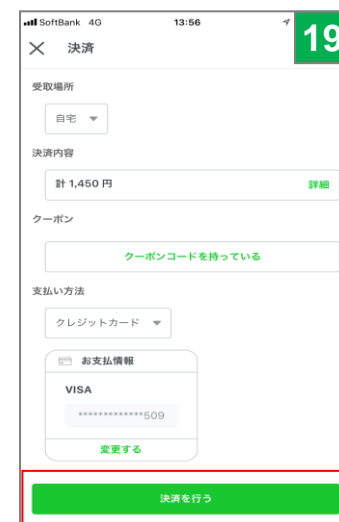 SoftBank 4G 13:56
19
× 決済
受取場所
自宅 ▼
決済内容
計 1,450 円 詳細
クーポン
クーポンコードを持っている
支払い方法
クレジットカード ▼
お支払情報
VISA
*************509
変更する
決済を行う